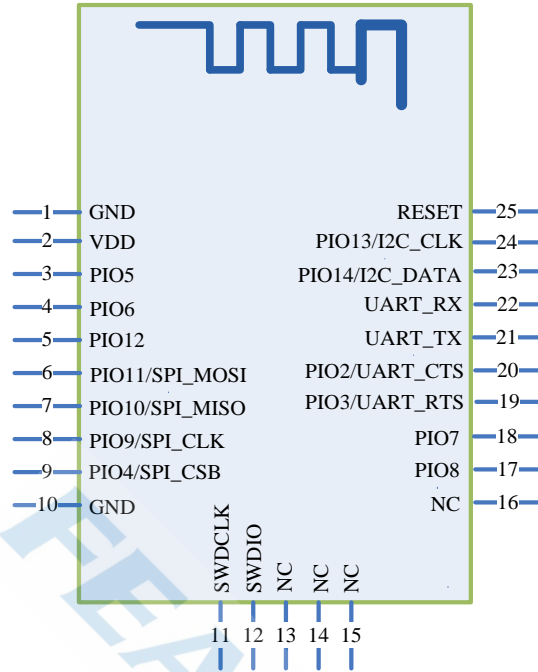 1 GND
2 VDD
3 PIO5
4 PIO6
5 PIO12
6 PIO11/SPI_MOSI
7 PIO10/SPI_MISO
8 PIO9/SPI_CLK
9 PIO4/SPI_CSB
10 GND
SWDCLK 11
SWDIO 12
NC 13
NC 14
NC 15
RESET 25
PIO13/I2C_CLK 24
PIO14/I2C_DATA 23
UART_RX 22
UART_TX 21
PIO2/UART_CTS 20
PIO3/UART_RTS 19
PIO7 18
PIO8 17
NC 16
FEA